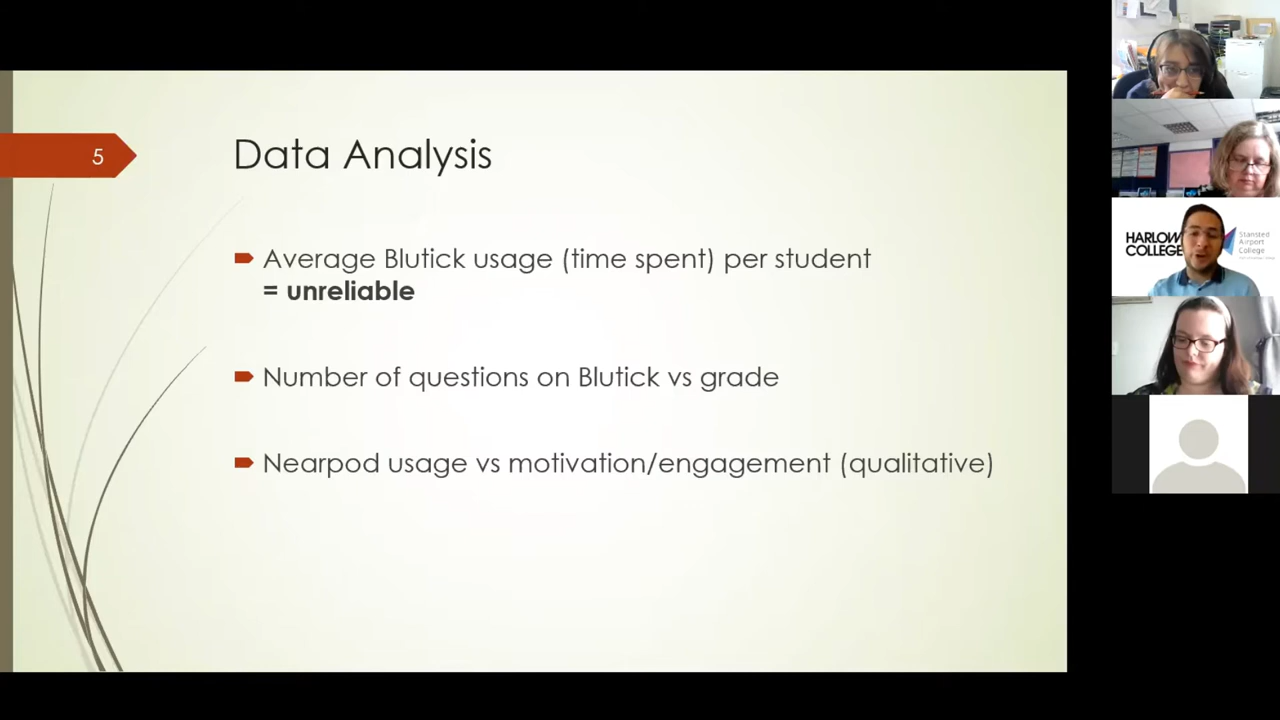 5
Data Analysis
Average Blutick usage (time spent) per student
= unreliable
Number of questions on Blutick vs grade
Nearpod usage vs motivation/engagement (qualitative)
HARLOW
COLLEGE
Stansted
Airport
College